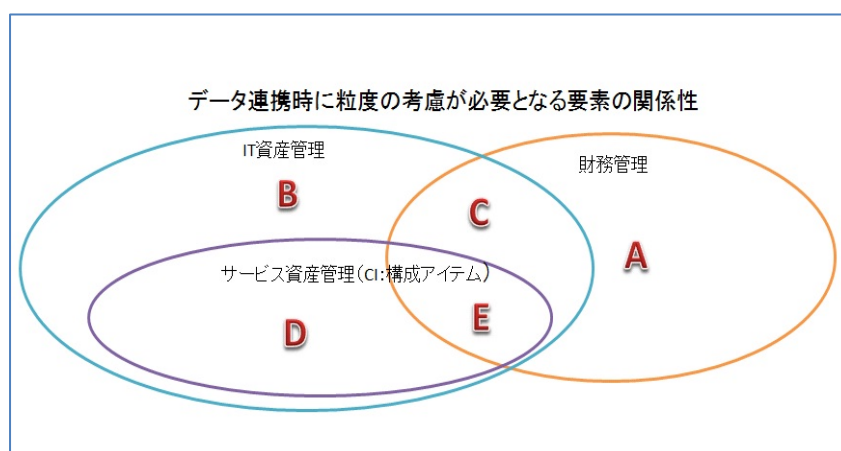 データ連携時に粒度の考慮が必要となる要素の関係性
IT資産管理
財務管理
B
C
A
サービス資産管理(CI:構成アイテム)
D
E